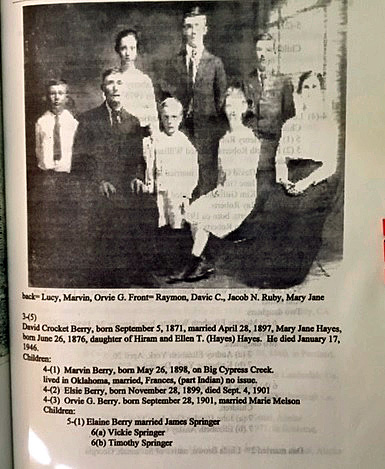 back= Lucy, Marvin, Orvie G. Front= Raymon, Davic C., Jacob N. Ruby, Mary Jane
3-(5)
David Crocket Berry, born September 5, 1871, married April 28, 1897, Mary Jane Hayes,
born June 26, 1876, daughter of Hiram and Ellen T. (Hayes) Hayes. He died January 17,
1946.
Children:
4-(1) Marvin Berry, born May 26, 1898, on Big Cypress Creek.
lived in Oklahoma, married, Frances, (part Indian) no issue.
4-(2) Elsie Berry, born November 28, 1899, died Sept. 4, 1901
4-(3) Orvie G. Berry. born September 28, 1901, married Marie Melson
Children:
5-(1) Elaine Berry married James Springer
6(a) Vickie Springer
6(b) Timothy Springer